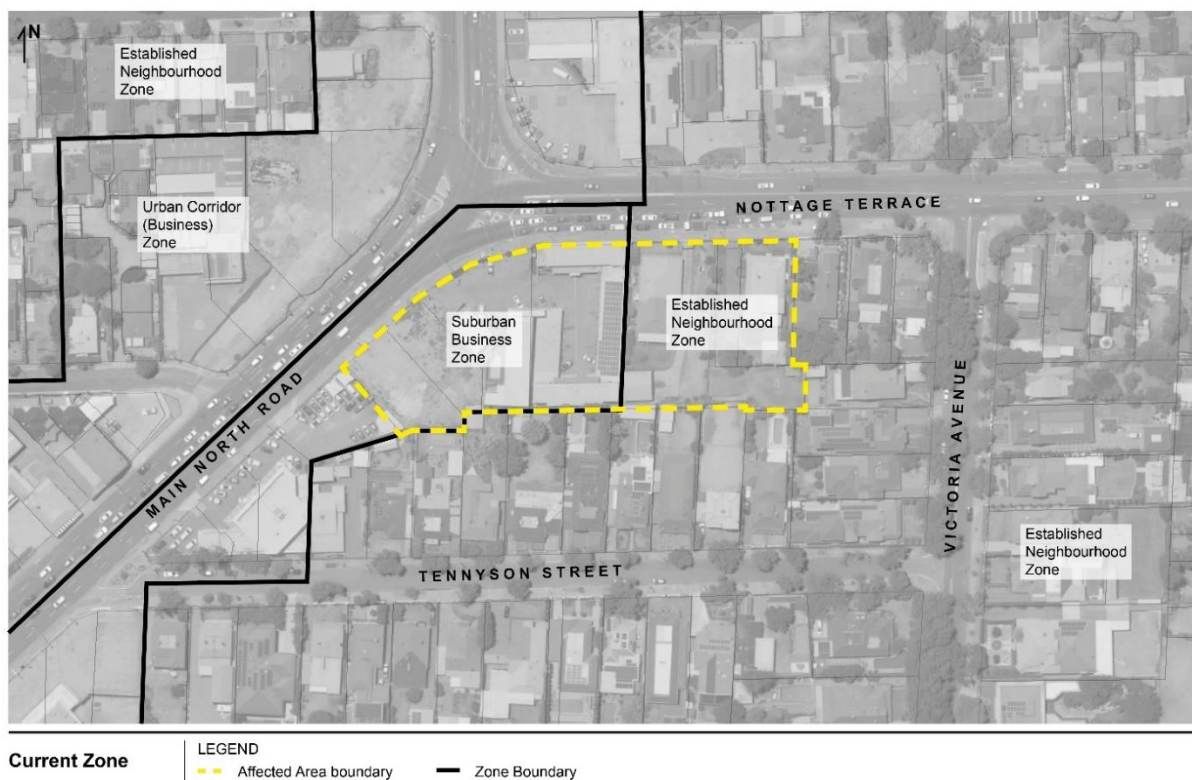 N
Established
Neighbourhood
Zone
Urban Corridor
(Business)
Zone
NOTTAGE TERRACE
Suburban
Business
Zone
Established
Neighbourhood
Zone
MAIN NORTH ROAD
VICTORIA AVENUE
Established
Neighbourhood
Zone
TENNYSON STREET
Current Zone
LEGEND
Affected Area boundary
Zone Boundary